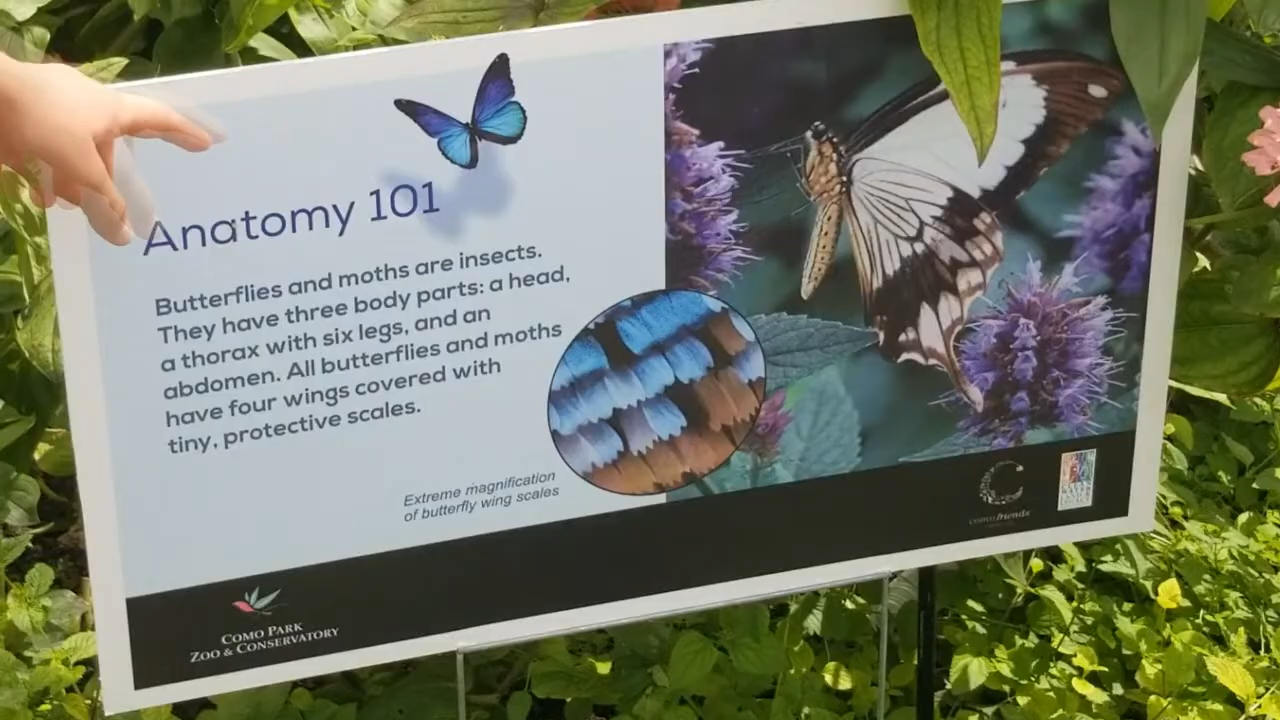 Anatomy 101
Butterflies and moths are insects.
They have three body parts: a head,
a thorax with six legs, and an
abdomen. All butterflies and moths
have four wings covered with
tiny, protective scales.
Extreme magnification
of butterfly wing scales
COMO PARK
ZOO & CONSERVATORY
como friends